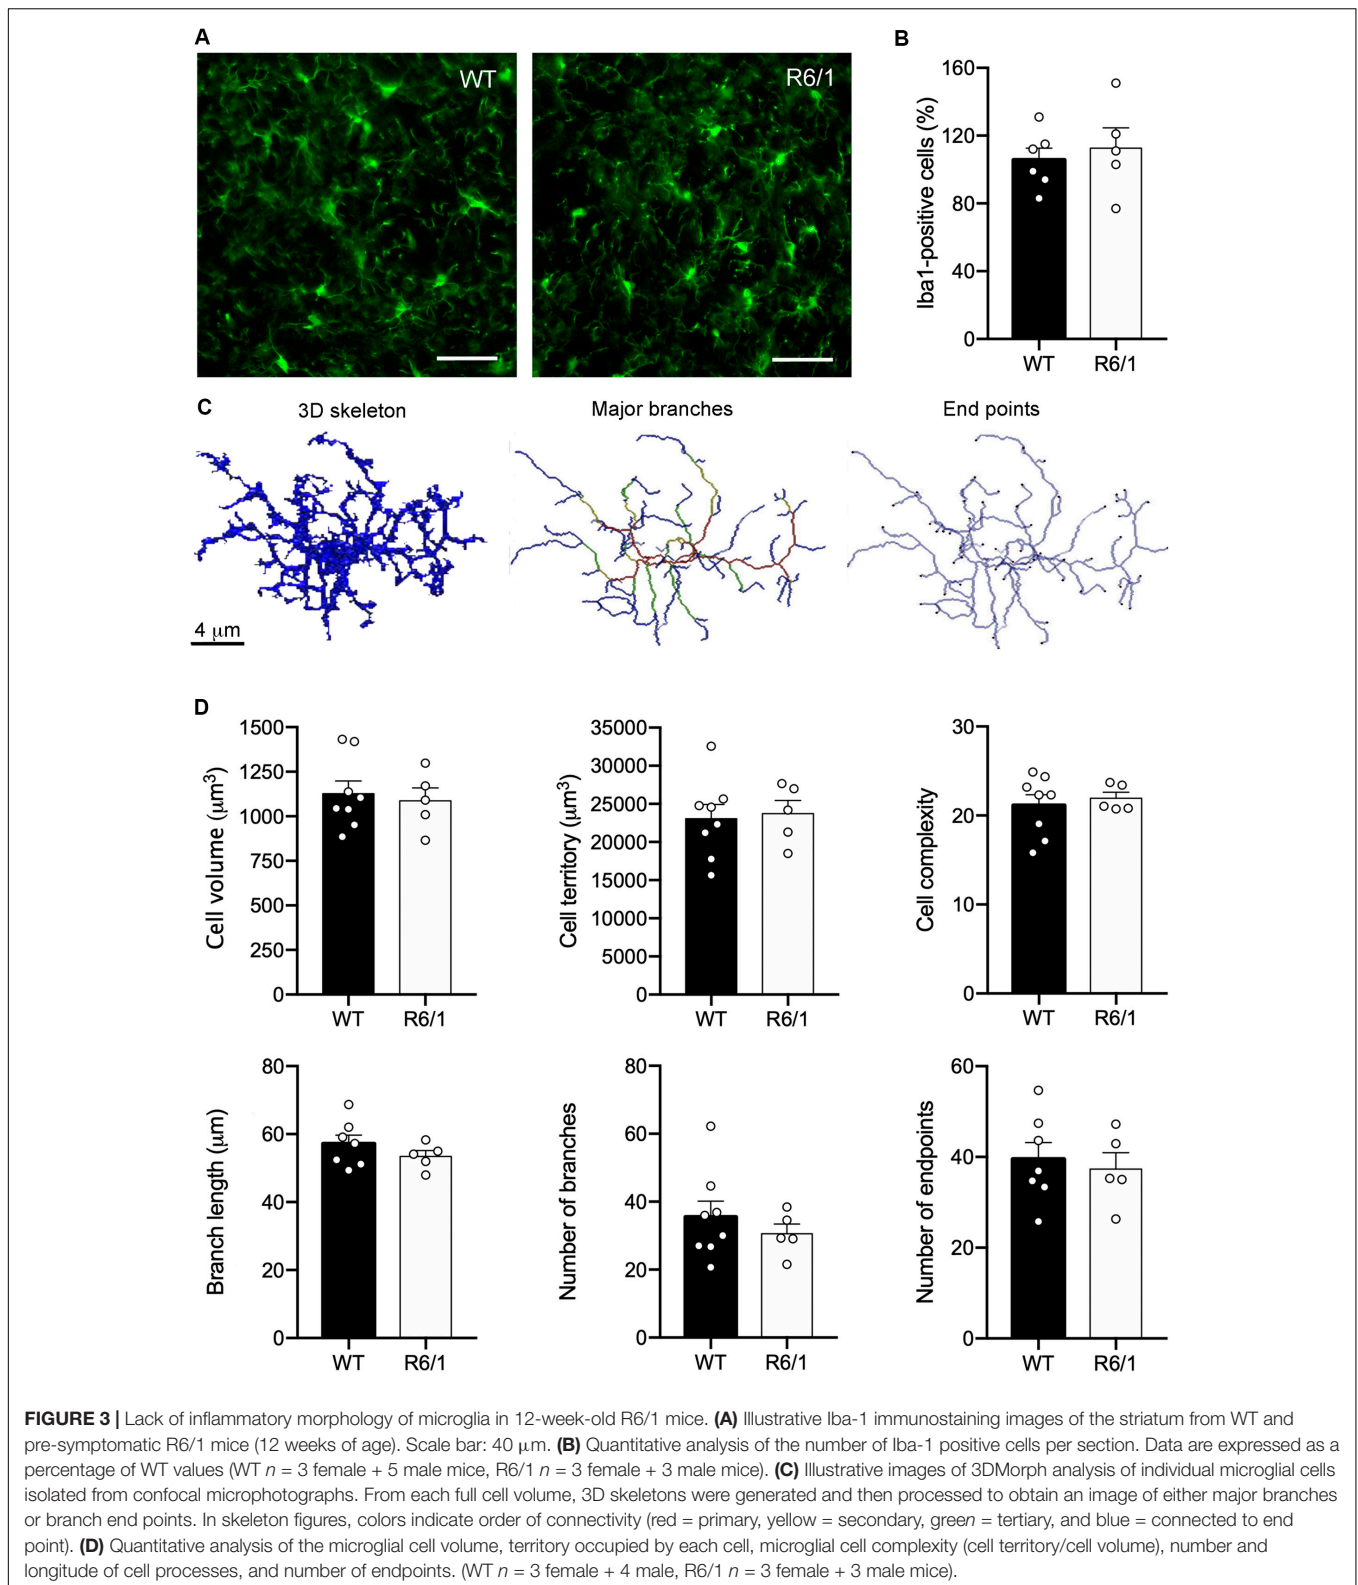 A
WT
R6/1
B
Iba1-positive cells (%)
160
120
80
40
0
WT
R6/1
C
3D skeleton
Major branches
End points
4 μm
D
Cell volume (μm³)
1500
1250
1000
750
500
250
0
WT
R6/1
Cell territory (μm³)
35000
30000
25000
20000
15000
10000
5000
0
WT
R6/1
Cell complexity
30
20
10
0
WT
R6/1
Branch length (μm)
80
60
40
20
0
WT
R6/1
Number of branches
80
60
40
20
0
WT
R6/1
Number of endpoints
60
40
20
0
WT
R6/1
FIGURE 3 | Lack of inflammatory morphology of microglia in 12-week-old R6/1 mice. (A) Illustrative Iba-1 immunostaining images of the striatum from WT and
pre-symptomatic R6/1 mice (12 weeks of age). Scale bar: 40 μm. (B) Quantitative analysis of the number of Iba-1 positive cells per section. Data are expressed as a
percentage of WT values (WT n = 3 female + 5 male mice, R6/1 n = 3 female + 3 male mice). (C) Illustrative images of 3DMorph analysis of individual microglial cells
isolated from confocal microphotographs. From each full cell volume, 3D skeletons were generated and then processed to obtain an image of either major branches
or branch end points. In skeleton figures, colors indicate order of connectivity (red = primary, yellow = secondary, green = tertiary, and blue = connected to end
point). (D) Quantitative analysis of the microglial cell volume, territory occupied by each cell, microglial cell complexity (cell territory/cell volume), number and
longitude of cell processes, and number of endpoints. (WT n = 3 female + 4 male, R6/1 n = 3 female + 3 male mice).